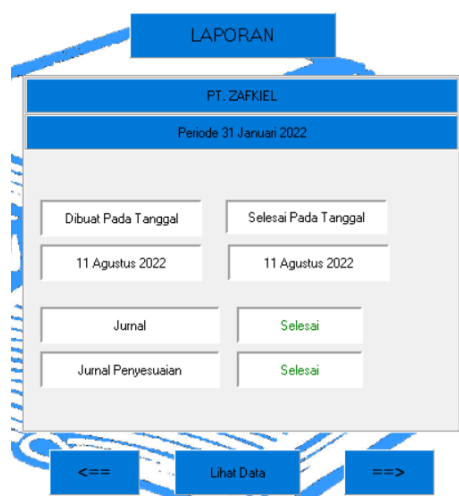 LAPORAN
PT. ZAFKIEL
Periode 31 Januari 2022
Dibuat Pada Tanggal
Selesai Pada Tanggal
11 Agustus 2022
11 Agustus 2022
Jurnal
Selesai
Jurnal Penyesuaian
Selesai
<==
Lihat Data
==>